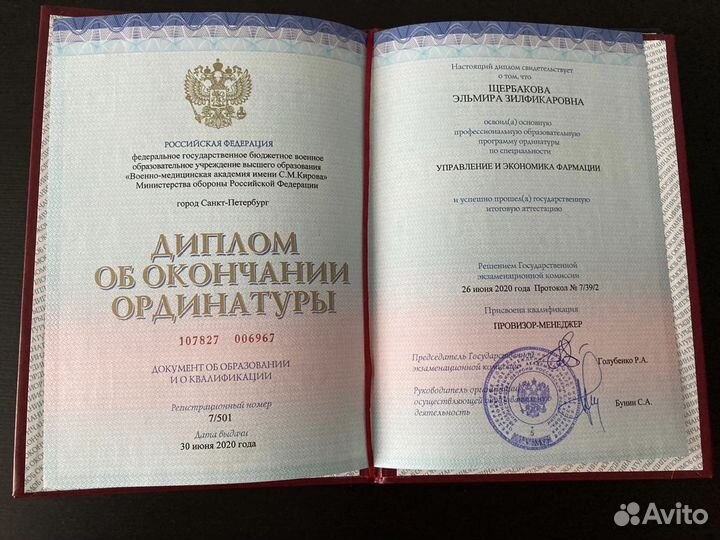 РОССИЙСКАЯ ФЕДЕРАЦИЯ
федеральное государственное бюджетное военное
образовательное учреждение высшего образования
«Военно-медицинская академия имени С.М.Кирова»
Министерства обороны Российской Федерации
город Санкт-Петербург
ДИПЛОМ
ОБ ОКОНЧАНИИ
ОРДИНАТУРЫ
107827 006967
ДОКУМЕНТ ОБ ОБРАЗОВАНИИ
И О КВАЛИФИКАЦИИ
Регистрационный номер
7/501
Дата выдачи
30 июня 2020 года
Настоящий диплом свидетельствует
о том, что
ЩЕРБАКОВА
ЭЛЬМИРА ЗИЛФИКАРОВНА
освоил(а) основную
профессиональную образовательную
программу ординатуры
по специальности
УПРАВЛЕНИЕ И ЭКОНОМИКА ФАРМАЦИИ
и успешно прошел(а) государственную
итоговую аттестацию
Решением Государственной
экзаменационной комиссии
26 июня 2020 года Протокол № 7/39/2
Присвоена квалификация
ПРОВИЗОР-МЕНЕДЖЕР
Председатель Государственной
экзаменационной комиссии Голубенко Р.А.
Руководитель организации,
осуществляющей образовательную
деятельность Бунин С.А.
Avito